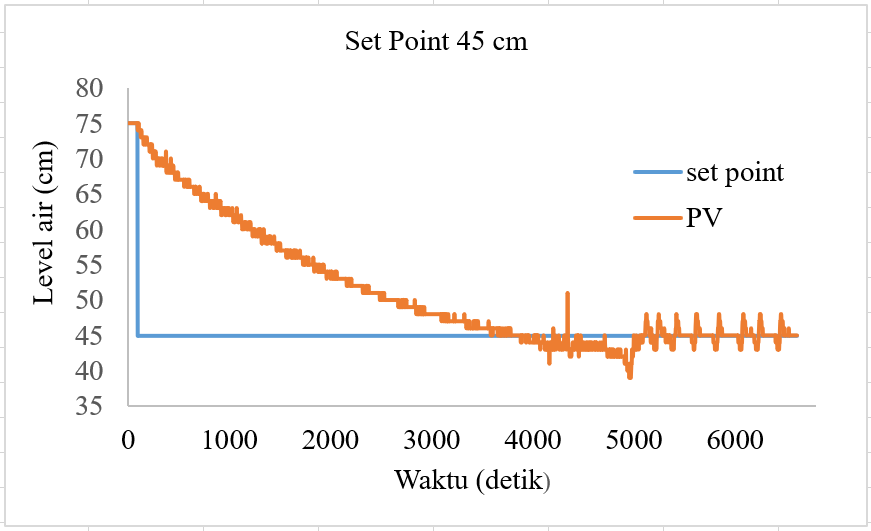 Set Point 45 cm
80
75
70
65
60
55
50
45
40
35
Level air (cm)
set point
PV
0 1000 2000 3000 4000 5000 6000
Waktu (detik)